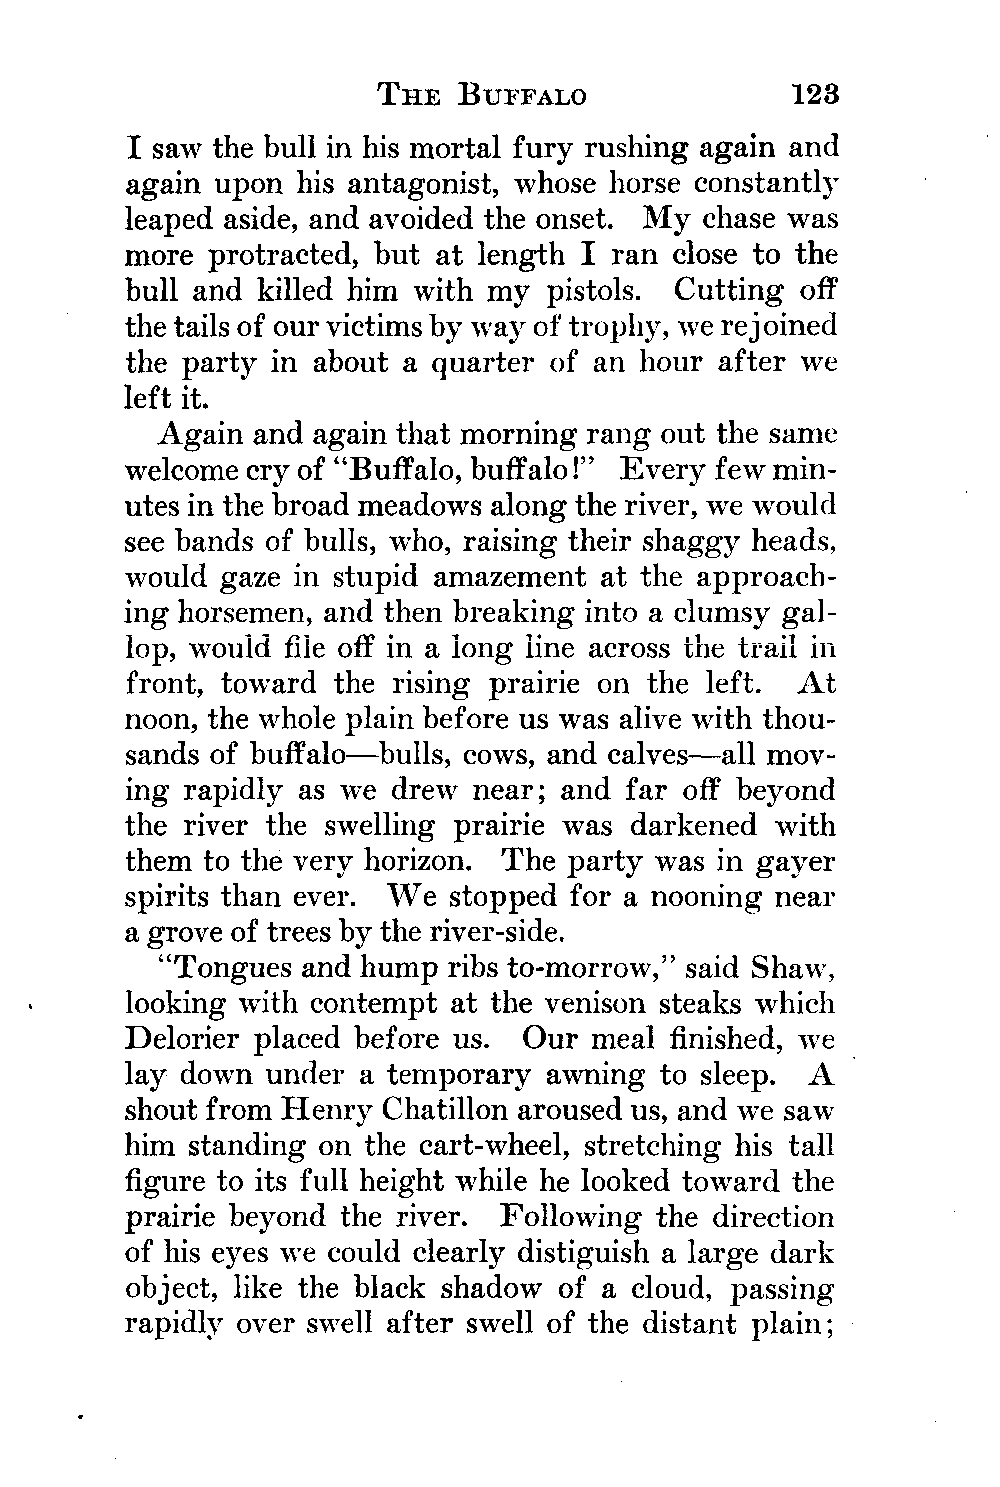 THE BUFFALO 123
I saw the bull in his mortal fury rushing again and
again upon his antagonist, whose horse constantly
leaped aside, and avoided the onset. My chase was
more protracted, but at length I ran close to the
bull and killed him with my pistols. Cutting off
the tails of our victims by way of trophy, we rejoined
the party in about a quarter of an hour after we
left it.
Again and again that morning rang out the same
welcome cry of “Buffalo, buffalo!” Every few min-
utes in the broad meadows along the river, we would
see bands of bulls, who, raising their shaggy heads,
would gaze in stupid amazement at the approach-
ing horsemen, and then breaking into a clumsy gal-
lop, would file off in a long line across the trail in
front, toward the rising prairie on the left. At
noon, the whole plain before us was alive with thou-
sands of buffalo—bulls, cows, and calves—all mov-
ing rapidly as we drew near; and far off beyond
the river the swelling prairie was darkened with
them to the very horizon. The party was in gayer
spirits than ever. We stopped for a nooning near
a grove of trees by the river-side.
“Tongues and hump ribs to-morrow,” said Shaw,
looking with contempt at the venison steaks which
Delorier placed before us. Our meal finished, we
lay down under a temporary awning to sleep. A
shout from Henry Chatillon aroused us, and we saw
him standing on the cart-wheel, stretching his tall
figure to its full height while he looked toward the
prairie beyond the river. Following the direction
of his eyes we could clearly distiguish a large dark
object, like the black shadow of a cloud, passing
rapidly over swell after swell of the distant plain;